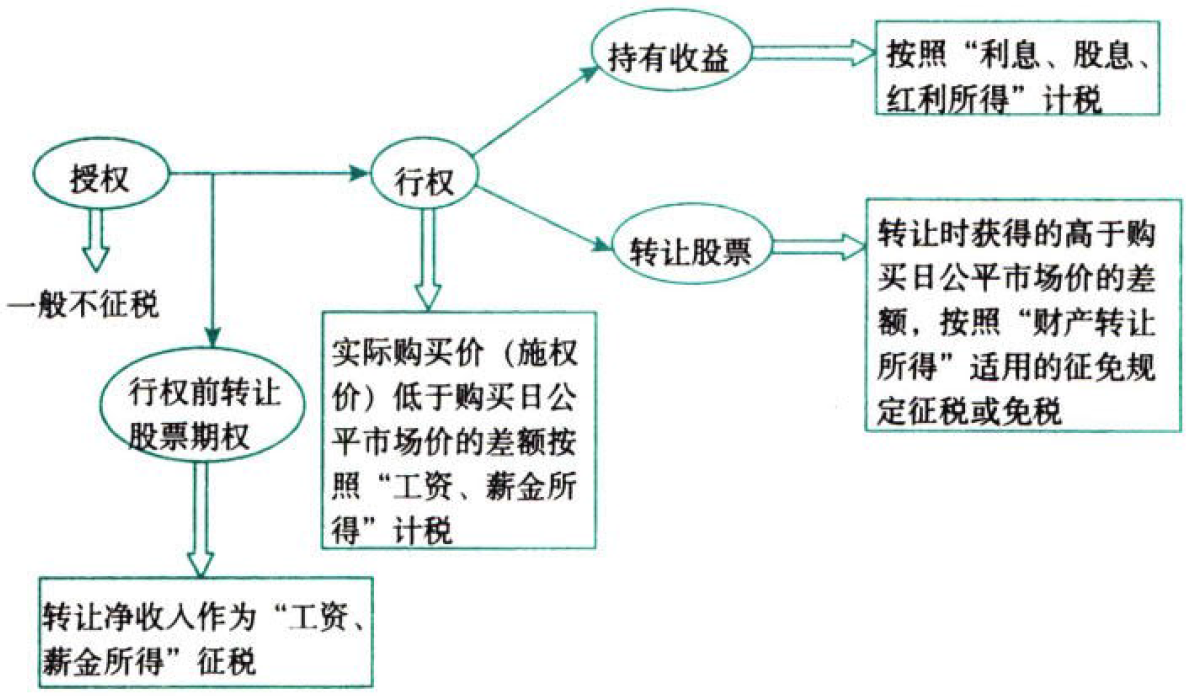 持有收益
按照“利息、股息、
红利所得”计税
授权
行权
一般不征税
转让股票
转让时获得的高于购
买日公平市场价的差
额，按照“财产转让
所得”适用的征免规
定征税或免税
行权前转让
股票期权
实际购买价（施权
价）低于购买日公
平市场价的差额按
照“工资、薪金所
得”计税
转让净收入作为“工资、
薪金所得”征税